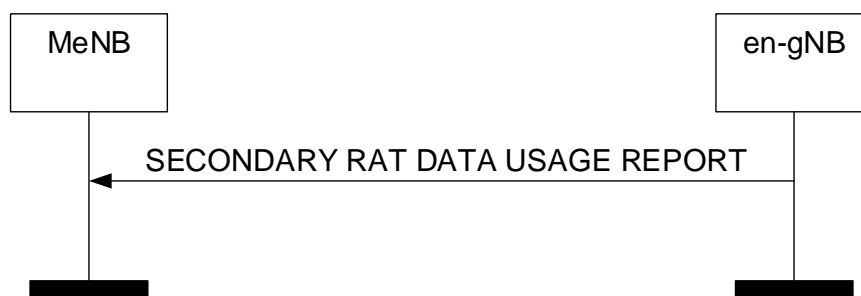 MeNB
en-gNB
SECONDARY RAT DATA USAGE REPORT